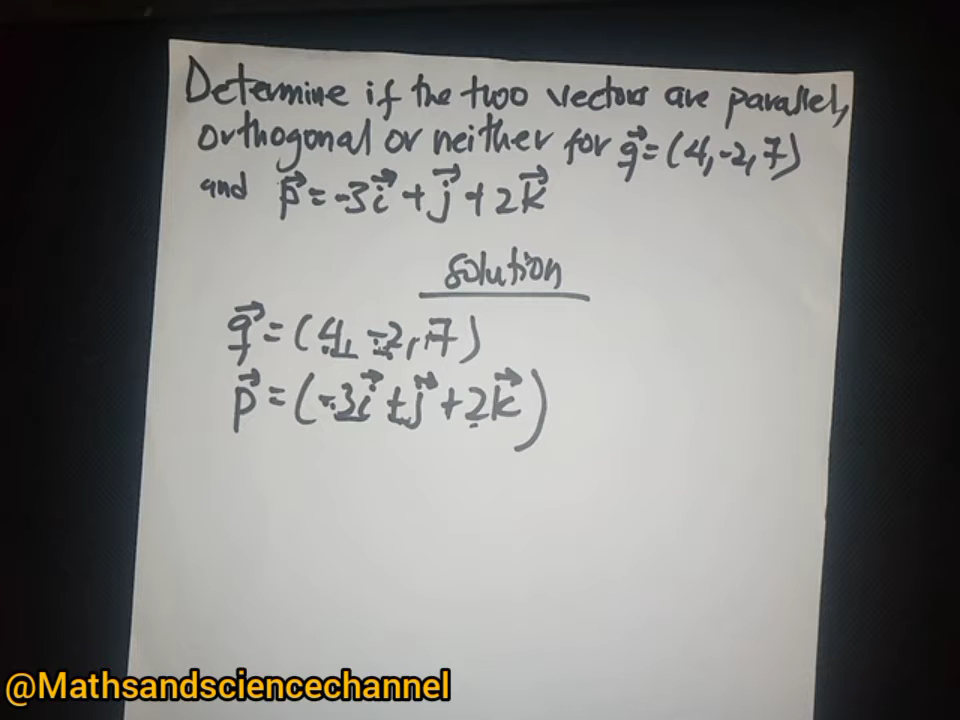 Determine if the two vectors are parallel,
orthogonal or neither for q⃗ = (4, -2, 7)
and p⃗ = -3i⃗ + j⃗ + 2k⃗
solution
q⃗ = (4, -2, 7)
p⃗ = (-3i⃗ + j⃗ + 2k⃗)
@Mathsandsciencechannel